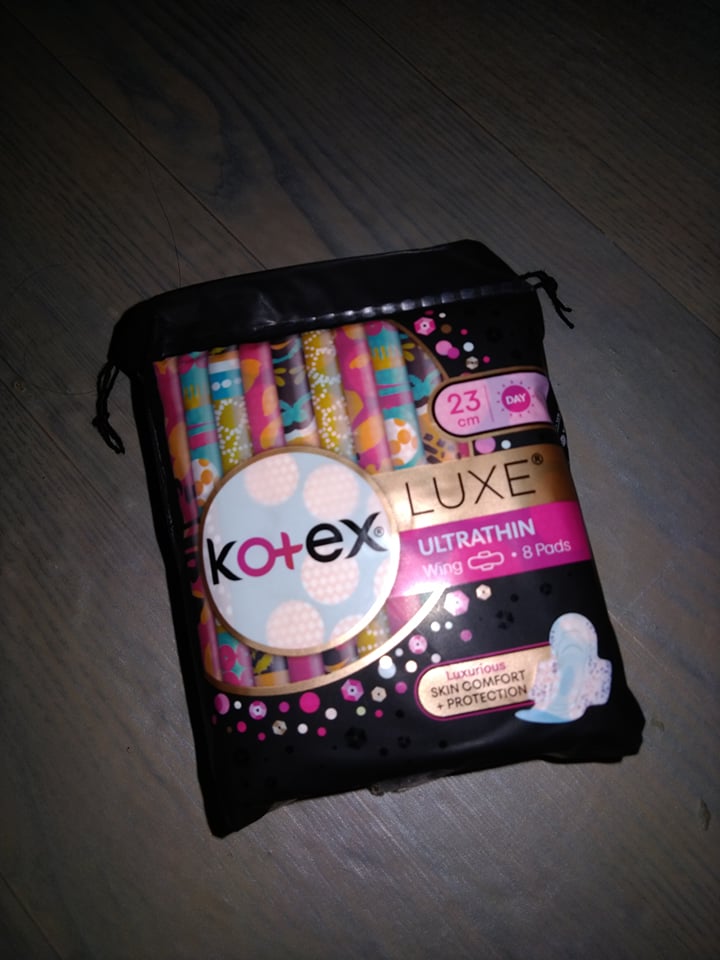 23
cm
DAY
LUXE®
kotex®
ULTRATHIN
Wing • 8 Pads
Luxurious
SKIN COMFORT
+ PROTECTION